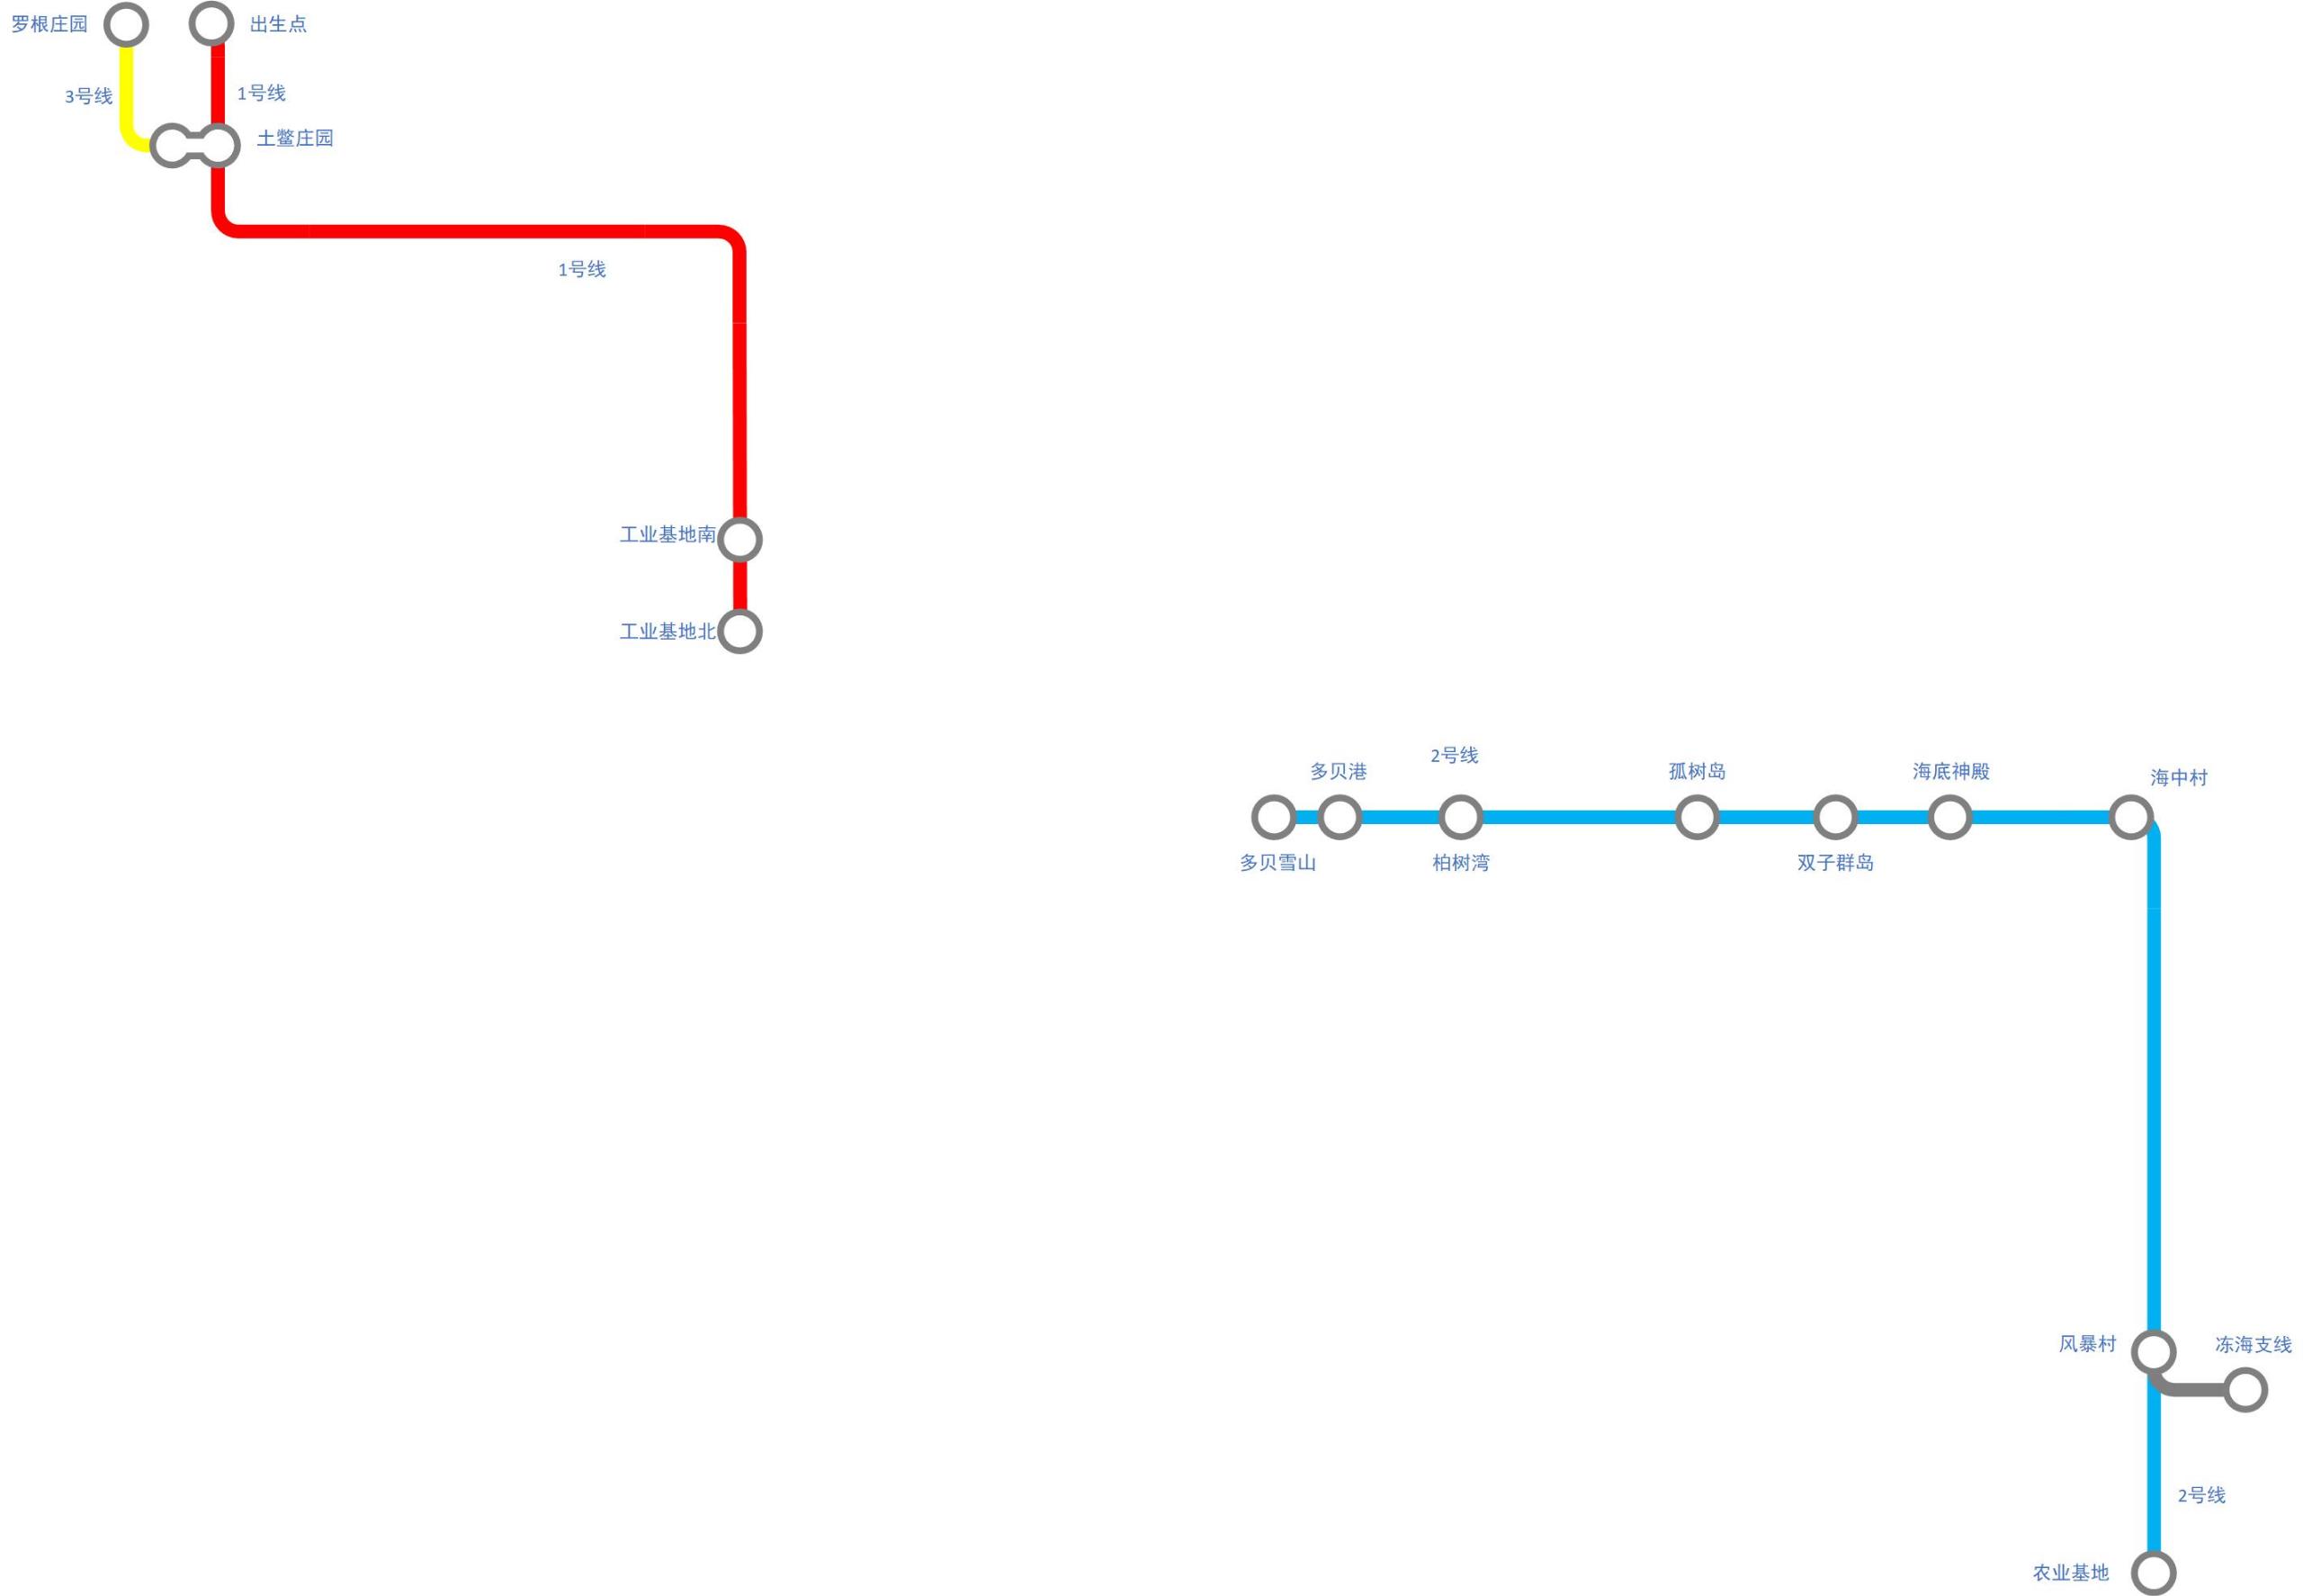 罗根庄园
出生点
3号线
1号线
土鳖庄园
1号线
工业基地南
工业基地北
2号线
多贝港
孤树岛
海底神殿
海中村
多贝雪山
柏树湾
双子群岛
风暴村
冻海支线
2号线
农业基地